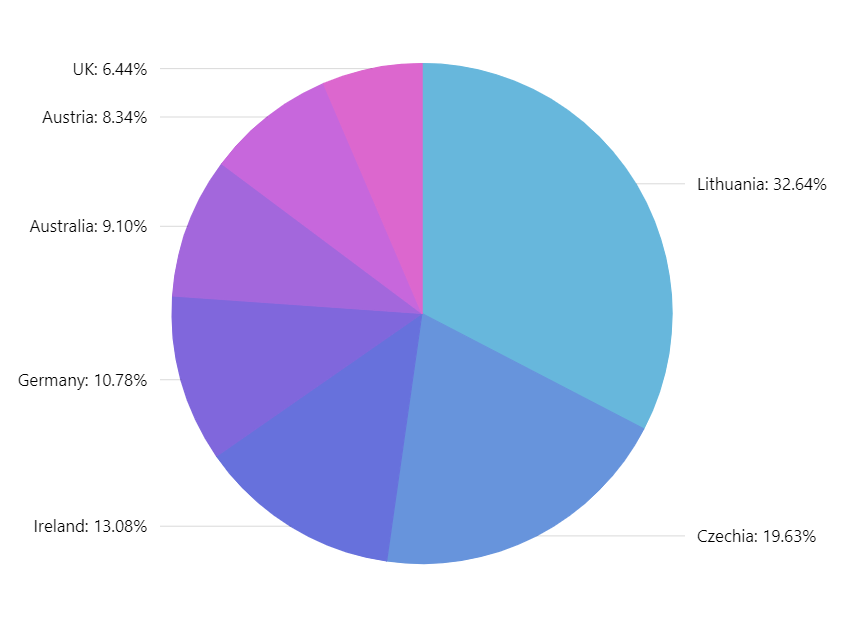 UK: 6.44%
Austria: 8.34%
Lithuania: 32.64%
Australia: 9.10%
Germany: 10.78%
Ireland: 13.08%
Czechia: 19.63%